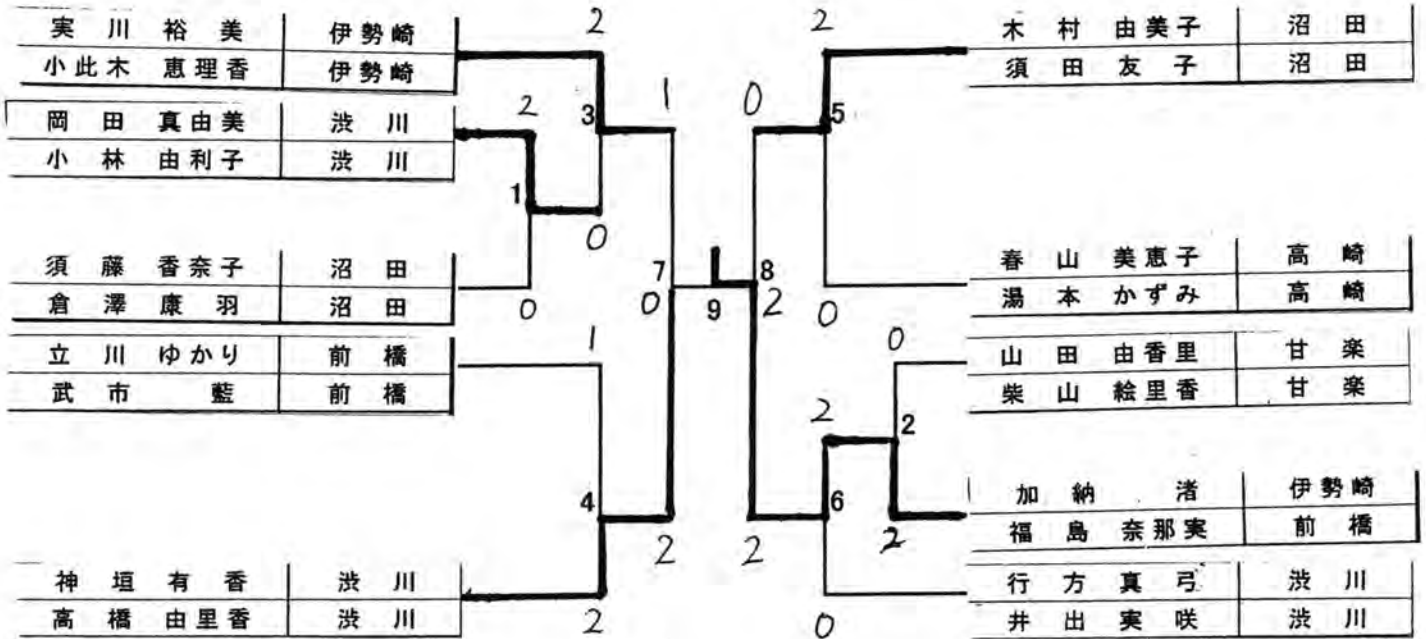 実川裕美 伊勢崎
小此木恵理香 伊勢崎
岡田真由美 渋川
小林由利子 渋川
須藤香奈子 沼田
倉澤康羽 沼田
立川ゆかり 前橋
武市藍 前橋
神垣有香 渋川
高橋由里香 渋川
2
2
3
1
0
1
0
7
0
1
4
2
2
9
2
0
5
8
2
0
0
2
2
6
2
2
0
木村由美子 沼田
須田友子 沼田
春山美恵子 高崎
湯本かずみ 高崎
山田由香里 甘楽
柴山絵里香 甘楽
加納渚 伊勢崎
福島奈那実 前橋
行方真弓 渋川
井出実咲 渋川